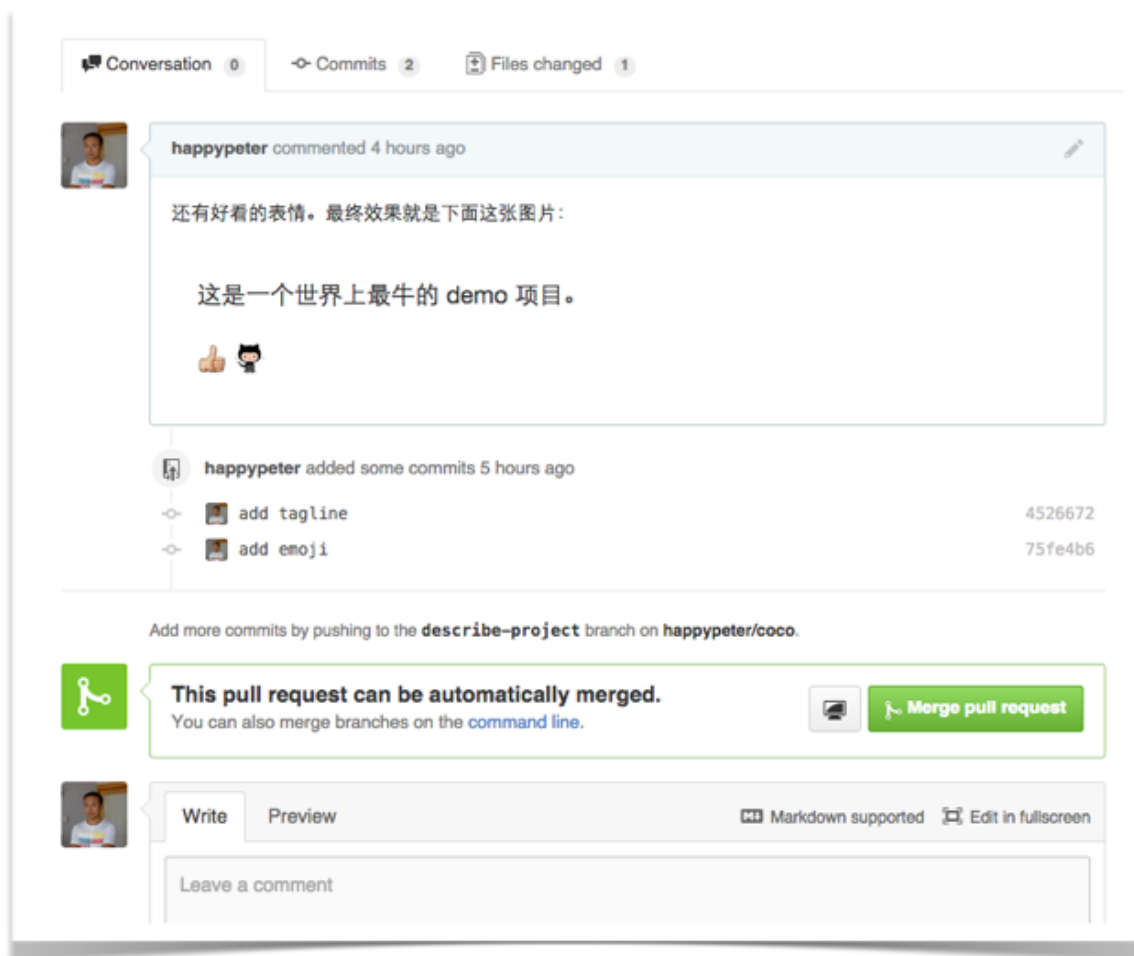 Conversation 0 Commits 2 Files changed 1
happypeter commented 4 hours ago
还有好看的表情。最终效果就是下面这张图片：
这是一个世界上最牛的 demo 项目。
happypeter added some commits 5 hours ago
add tagline 4526672
add emoji 75fe4b6
Add more commits by pushing to the describe-project branch on happypeter/coco.
This pull request can be automatically merged.
You can also merge branches on the command line.
Merge pull request
Write Preview Markdown supported Edit in fullscreen
Leave a comment